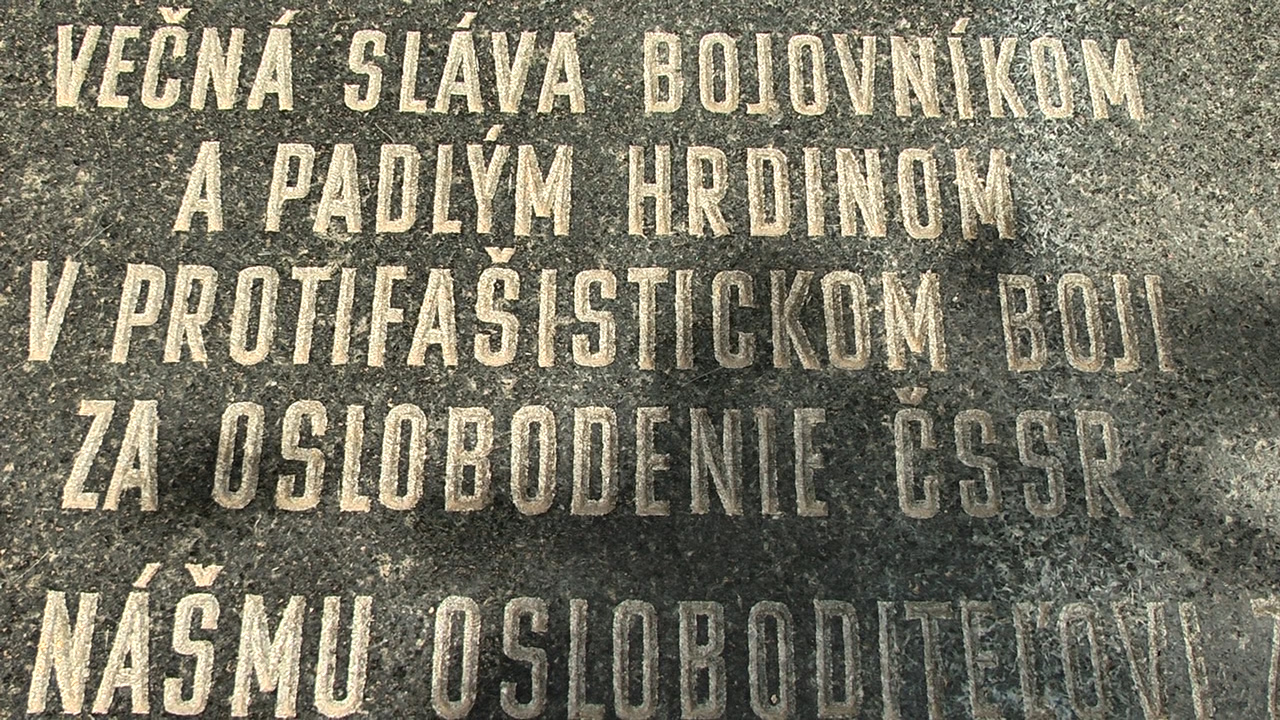 VEČNÁ SLÁVA BOJOVNÍKOM
A PADLÝM HRDINOM
V PROTIFAŠISTICKOM BOJI
ZA OSLOBODENIE ČSSR
NÁŠMU OSLOBODITEĽOVI